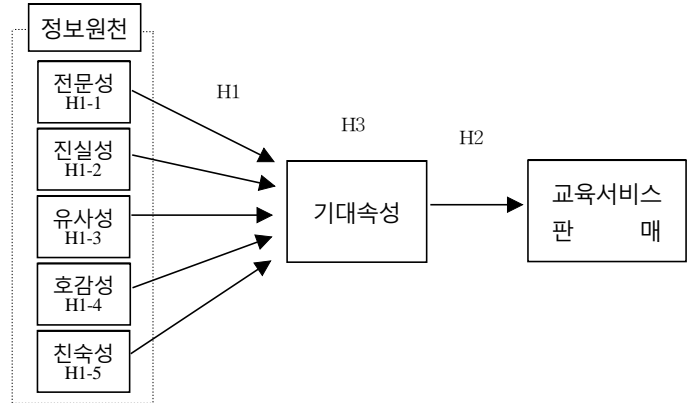 정보원천
전문성
H1-1
진실성
H1-2
유사성
H1-3
호감성
H1-4
친숙성
H1-5
H1
H3
기대속성
H2
교육서비스
판 매